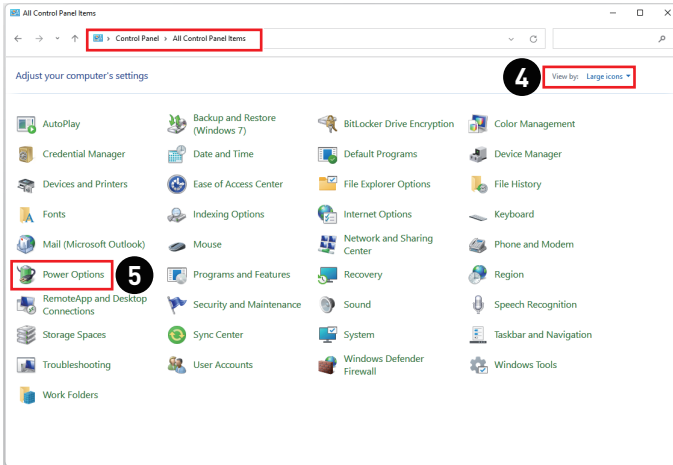 All Control Panel Items
Control Panel › All Control Panel Items
Adjust your computer's settings
4
View by: Large icons
AutoPlay
Backup and Restore
(Windows 7)
BitLocker Drive Encryption
Color Management
Credential Manager
Date and Time
Default Programs
Device Manager
Devices and Printers
Ease of Access Center
File Explorer Options
File History
Fonts
Indexing Options
Internet Options
Keyboard
Mail (Microsoft Outlook)
Mouse
Network and Sharing
Center
Phone and Modem
Power Options
5
Programs and Features
Recovery
Region
RemoteApp and Desktop
Connections
Security and Maintenance
Sound
Speech Recognition
Storage Spaces
Sync Center
System
Taskbar and Navigation
Troubleshooting
User Accounts
Windows Defender
Firewall
Windows Tools
Work Folders